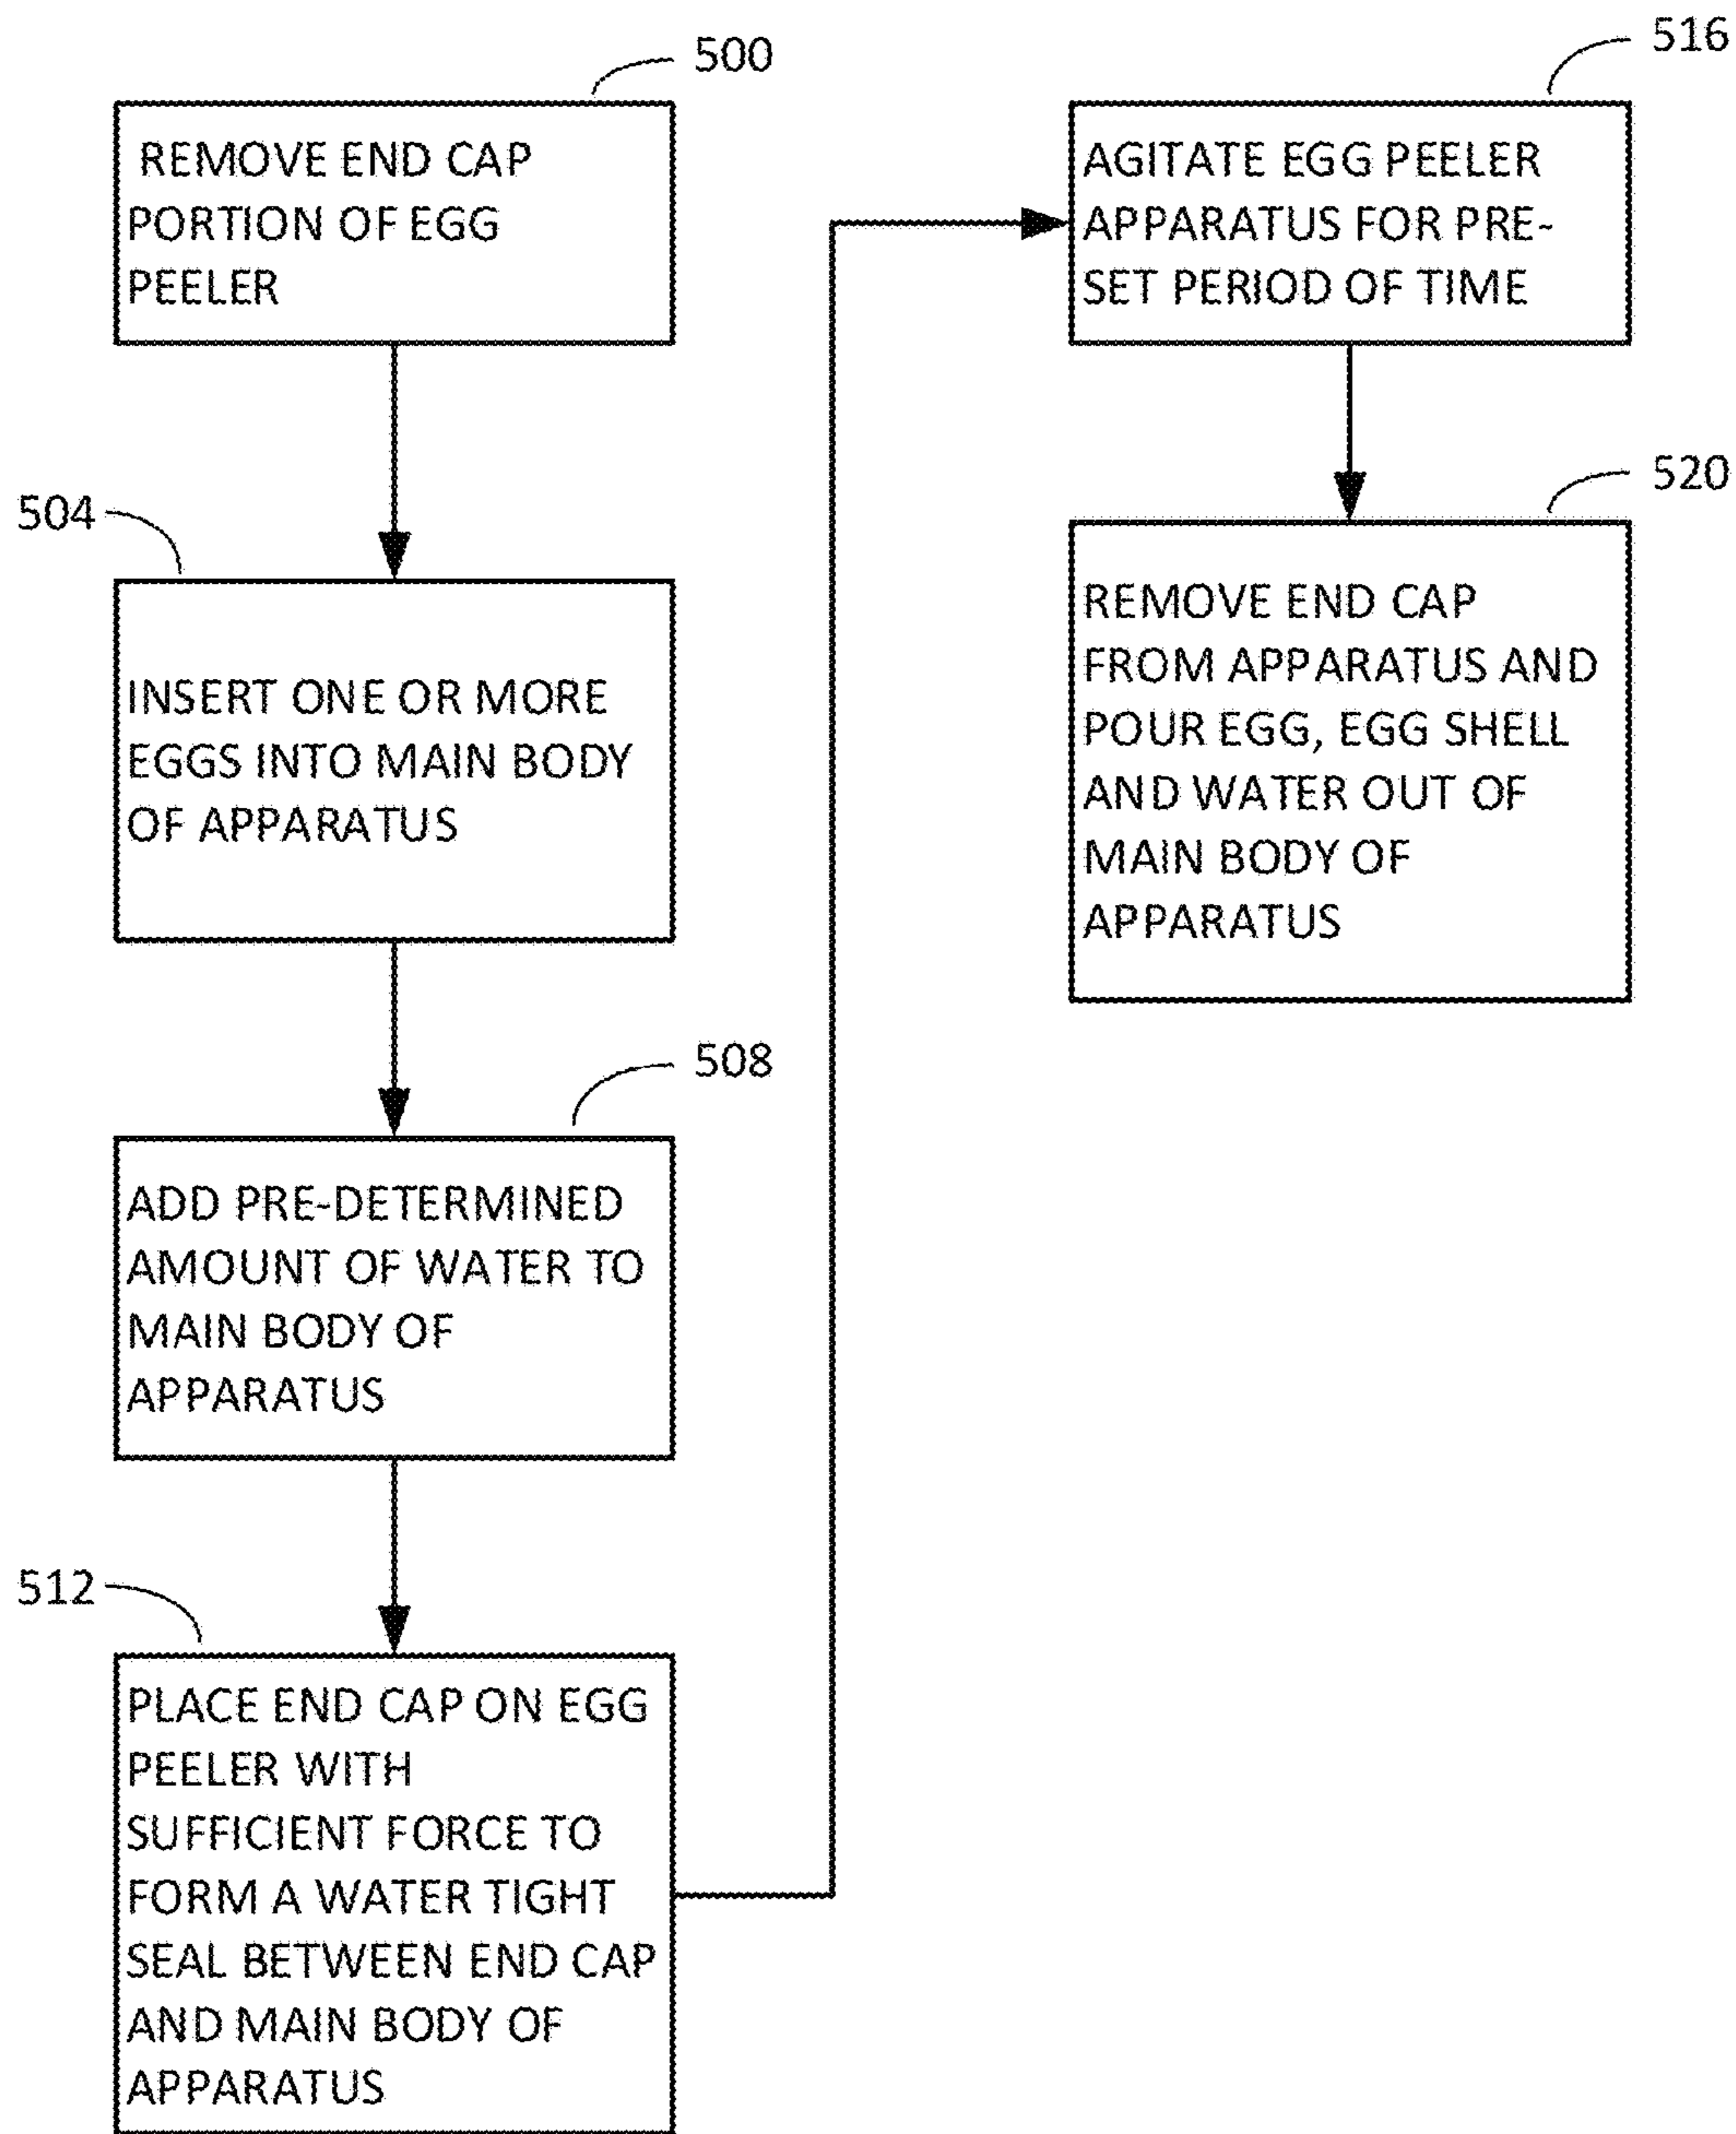 500
REMOVE END CAP
PORTION OF EGG
PEELER
504
INSERT ONE OR MORE
EGGS INTO MAIN BODY
OF APPARATUS
508
ADD PRE-DETERMINED
AMOUNT OF WATER TO
MAIN BODY OF
APPARATUS
512
PLACE END CAP ON EGG
PEELER WITH
SUFFICIENT FORCE TO
FORM A WATER TIGHT
SEAL BETWEEN END CAP
AND MAIN BODY OF
APPARATUS
516
AGITATE EGG PEELER
APPARATUS FOR PRE-
SET PERIOD OF TIME
520
REMOVE END CAP
FROM APPARATUS AND
POUR EGG, EGG SHELL
AND WATER OUT OF
MAIN BODY OF
APPARATUS